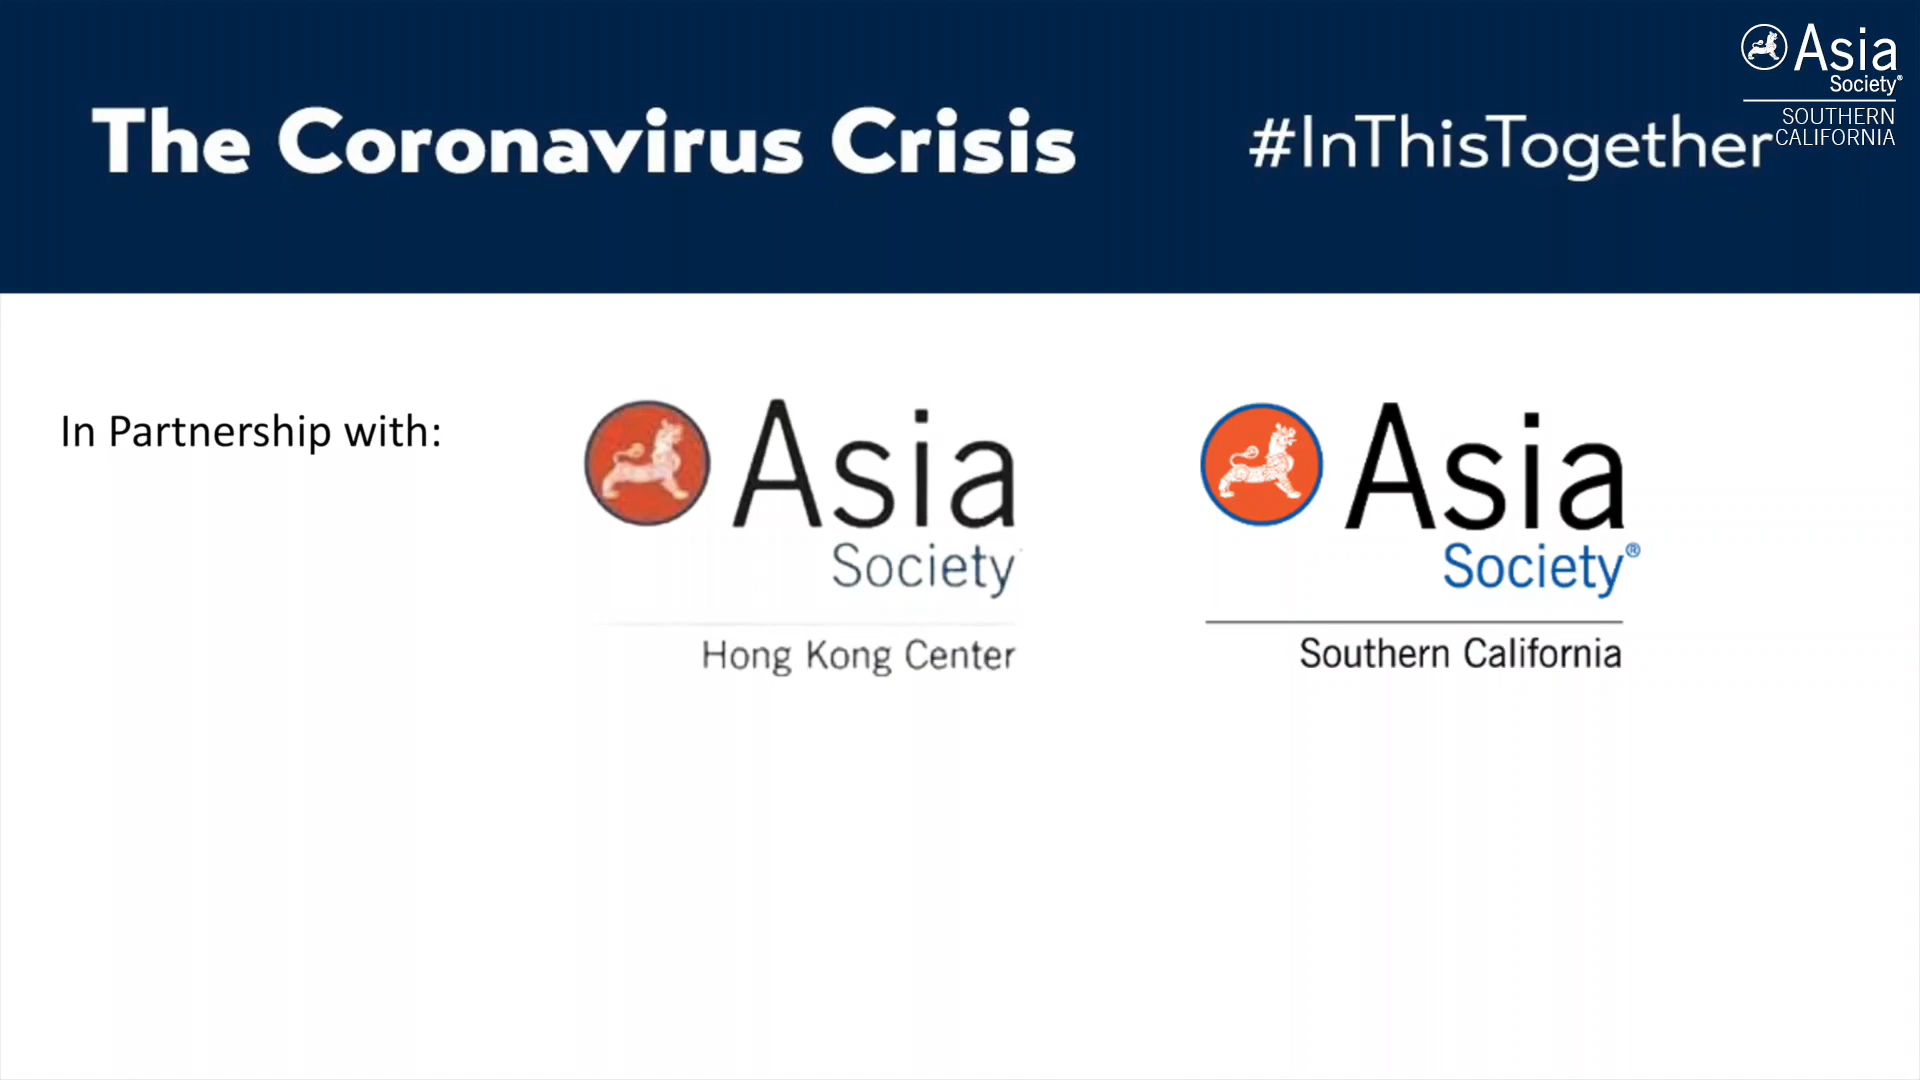 The Coronavirus Crisis
#InThisTogether
Asia
Society®
SOUTHERN
CALIFORNIA
In Partnership with:
Asia
Society
Hong Kong Center
Asia
Society®
Southern California